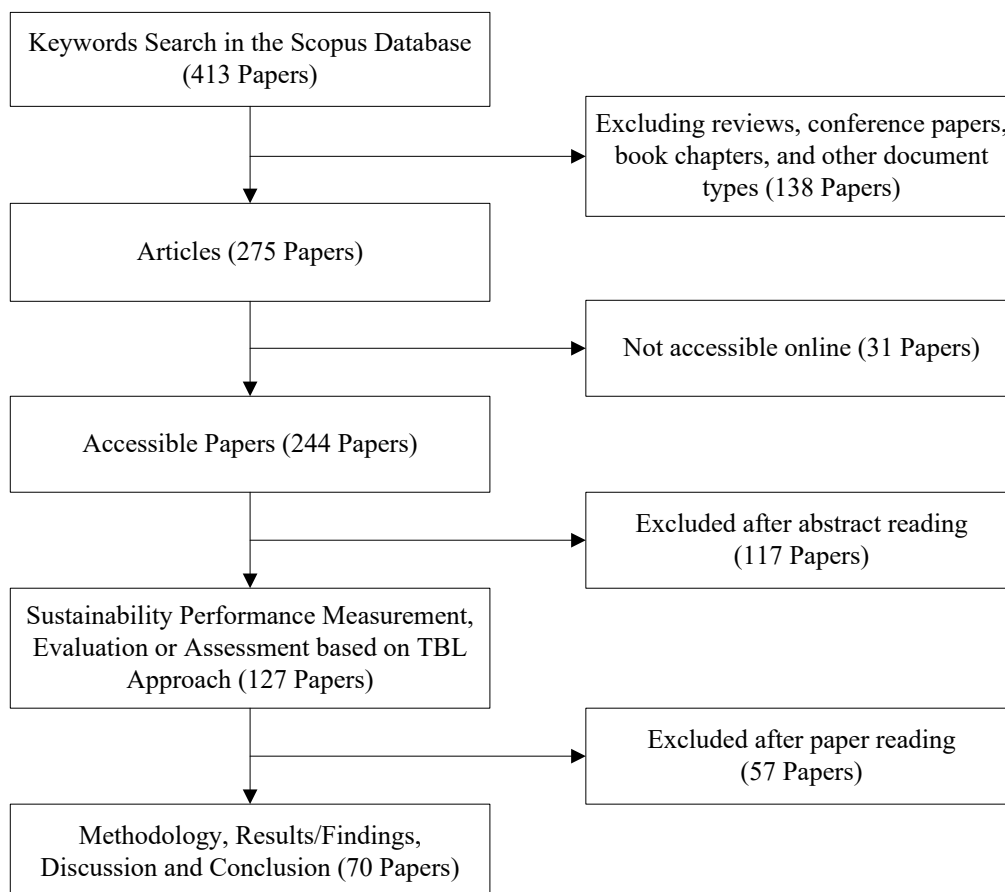 Keywords Search in the Scopus Database
(413 Papers)
Excluding reviews, conference papers,
book chapters, and other document
types (138 Papers)
Articles (275 Papers)
Not accessible online (31 Papers)
Accessible Papers (244 Papers)
Excluded after abstract reading
(117 Papers)
Sustainability Performance Measurement,
Evaluation or Assessment based on TBL
Approach (127 Papers)
Excluded after paper reading
(57 Papers)
Methodology, Results/Findings,
Discussion and Conclusion (70 Papers)